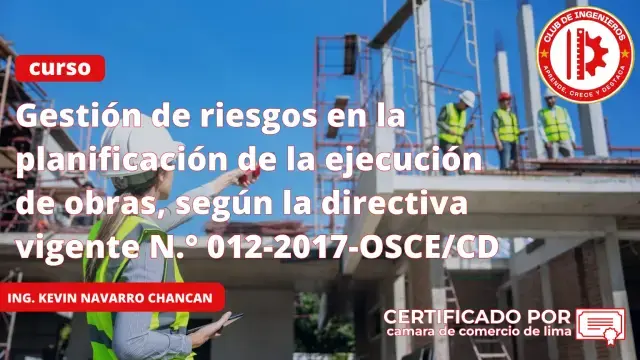 CLUB DE INGENIEROS
APRENDE, CRECE Y DESTACA
curso
Gestión de riesgos en la
planificación de la ejecución
de obras, según la directiva
vigente N.° 012-2017-OSCE/CD
ING. KEVIN NAVARRO CHANCAN
CERTIFICADO POR
camara de comercio de lima